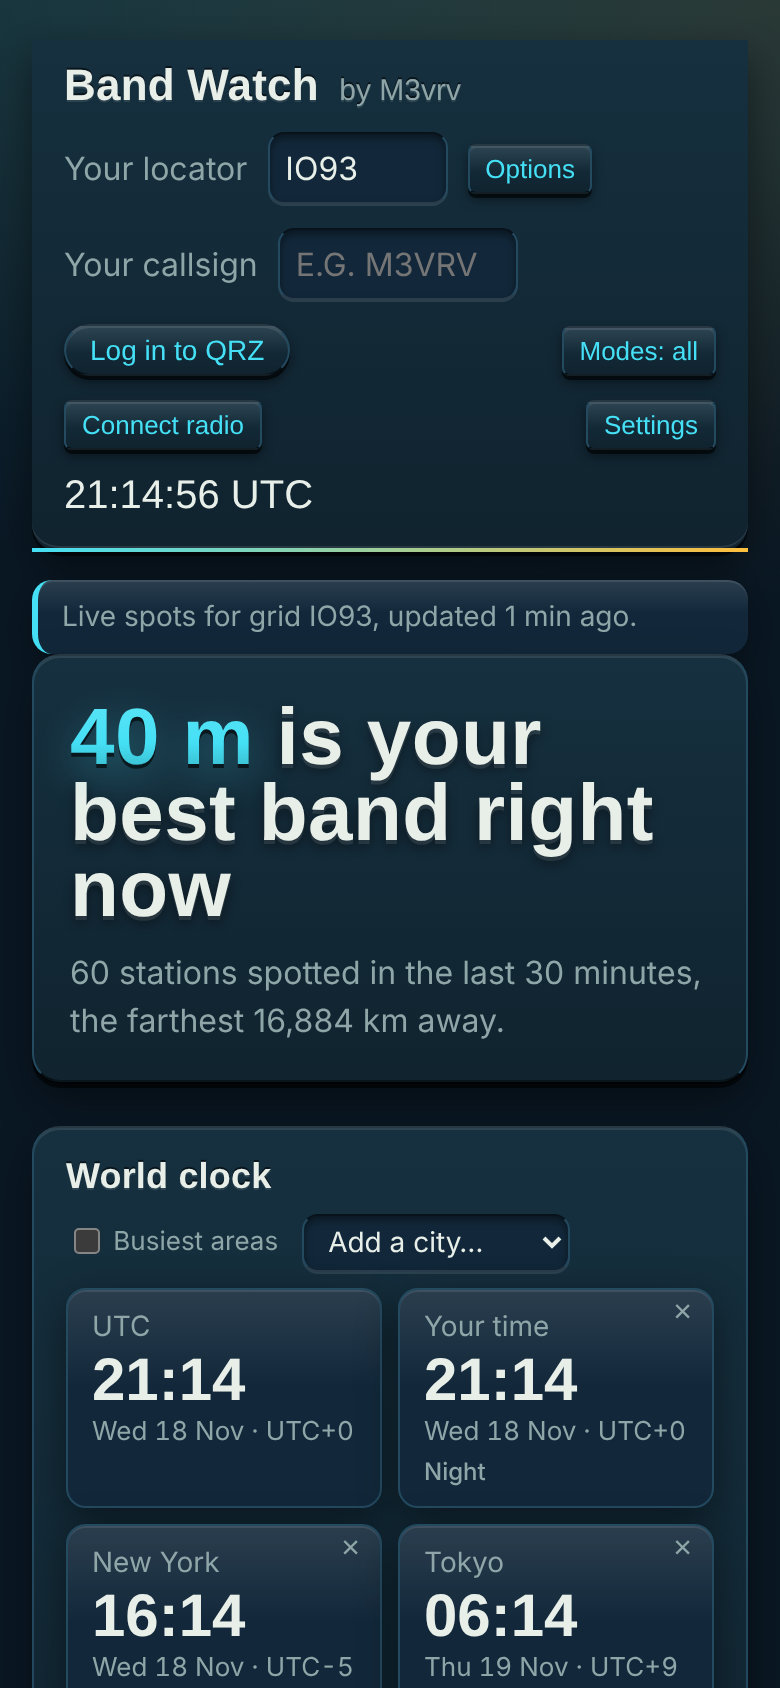 Band Watch by M3vrv
Your locator IO93 Options
Your callsign E.G. M3VRV
Log in to QRZ Modes: all
Connect radio Settings
21:14:56 UTC
Live spots for grid IO93, updated 1 min ago.
40 m is your
best band right
now
60 stations spotted in the last 30 minutes,
the farthest 16,884 km away.
World clock
Busiest areas Add a city...
UTC
21:14
Wed 18 Nov · UTC+0
Your time ×
21:14
Wed 18 Nov · UTC+0
Night
New York ×
16:14
Wed 18 Nov · UTC-5
Tokyo ×
06:14
Thu 19 Nov · UTC+9